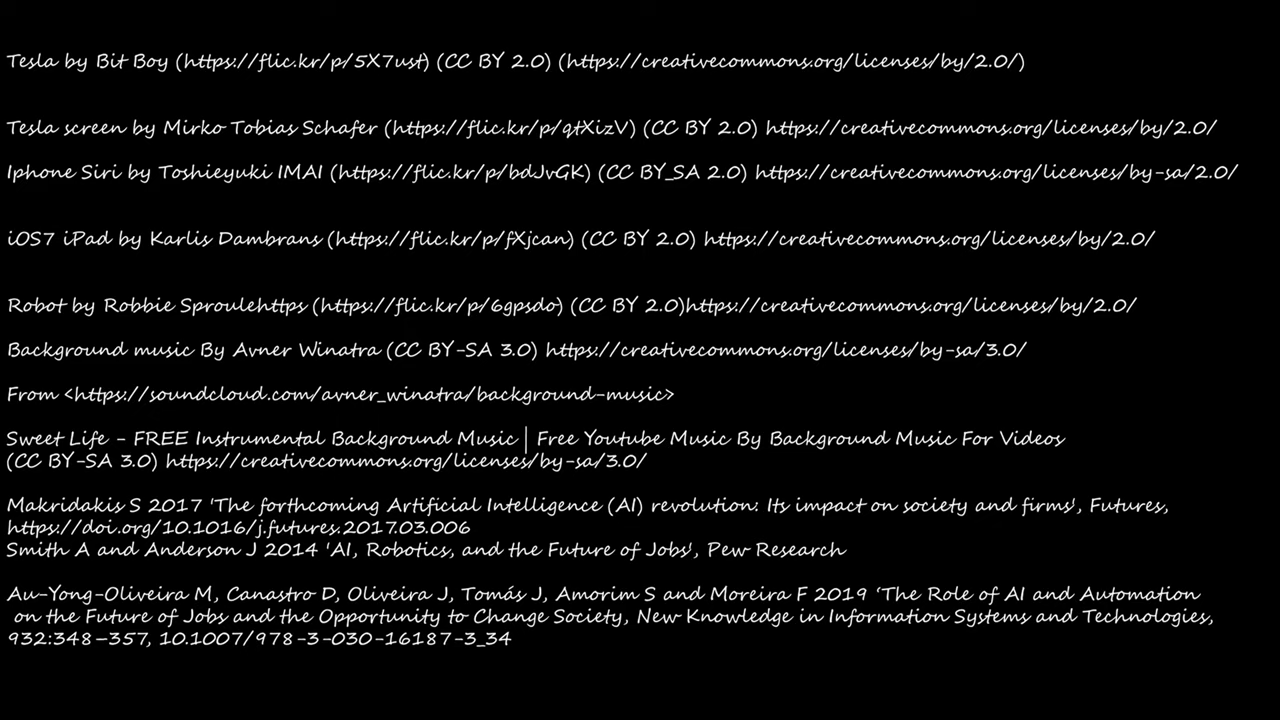 Tesla by Bit Boy (https://flic.kr/p/5X7ust) (CC BY 2.0) (https://creativecommons.org/licenses/by/2.0/)
Tesla screen by Mirko Tobias Schafer (https://flic.kr/p/qtXizV) (CC BY 2.0) https://creativecommons.org/licenses/by/2.0/
Iphone Siri by Toshieyuki IMAI (https://flic.kr/p/bdJvGK) (CC BY_SA 2.0) https://creativecommons.org/licenses/by-sa/2.0/
iOS7 iPad by Karlis Dambrans (https://flic.kr/p/fXjcan) (CC BY 2.0) https://creativecommons.org/licenses/by/2.0/
Robot by Robbie Sproulehttps (https://flic.kr/p/6gpsdo) (CC BY 2.0)https://creativecommons.org/licenses/by/2.0/
Background music By Avner Winatra (CC BY-SA 3.0) https://creativecommons.org/licenses/by-sa/3.0/
From <https://soundcloud.com/avner_winatra/background-music>
Sweet Life - FREE Instrumental Background Music | Free Youtube Music By Background Music For Videos
(CC BY-SA 3.0) https://creativecommons.org/licenses/by-sa/3.0/
Makridakis S 2017 'The forthcoming Artificial Intelligence (AI) revolution: Its impact on society and firms', Futures,
https://doi.org/10.1016/j.futures.2017.03.006
Smith A and Anderson J 2014 'AI, Robotics, and the Future of Jobs', Pew Research
Au-Yong-Oliveira M, Canastro D, Oliveira J, Tomás J, Amorim S and Moreira F 2019 ‘The Role of AI and Automation
on the Future of Jobs and the Opportunity to Change Society, New Knowledge in Information Systems and Technologies,
932:348–357, 10.1007/978-3-030-16187-3_34